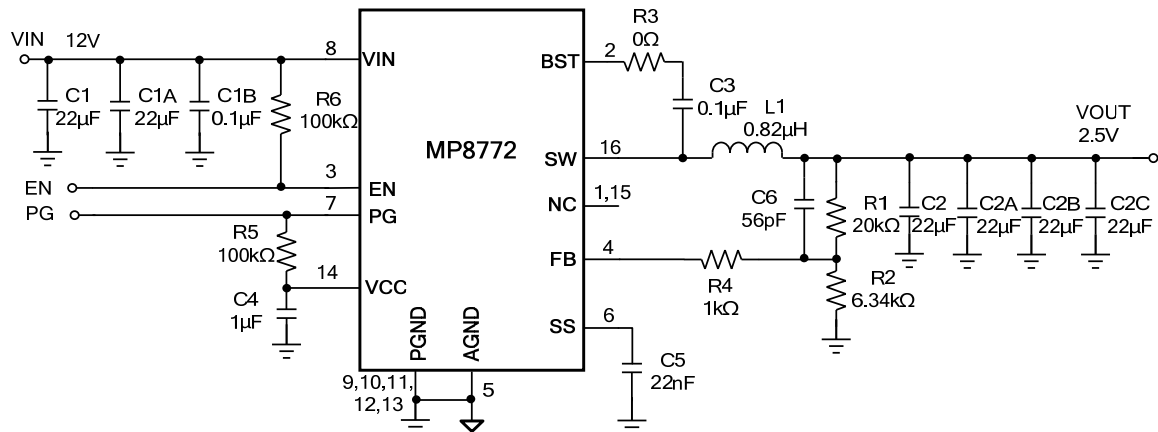 VIN 12V
C1
22µF
C1A
22µF
C1B
0.1µF
R6
100kΩ
8
VIN
EN
3
EN
PG
7
PG
R5
100kΩ
14
VCC
C4
1µF
MP8772
PGND
AGND
9,10,11,
12,13
5
BST
2
R3
0Ω
C3
0.1µF
L1
0.82µH
SW
16
NC
1,15
FB
4
R4
1kΩ
C6
56pF
R1
20kΩ
R2
6.34kΩ
SS
6
C5
22nF
C2
22µF
C2A
22µF
C2B
22µF
C2C
22µF
VOUT
2.5V